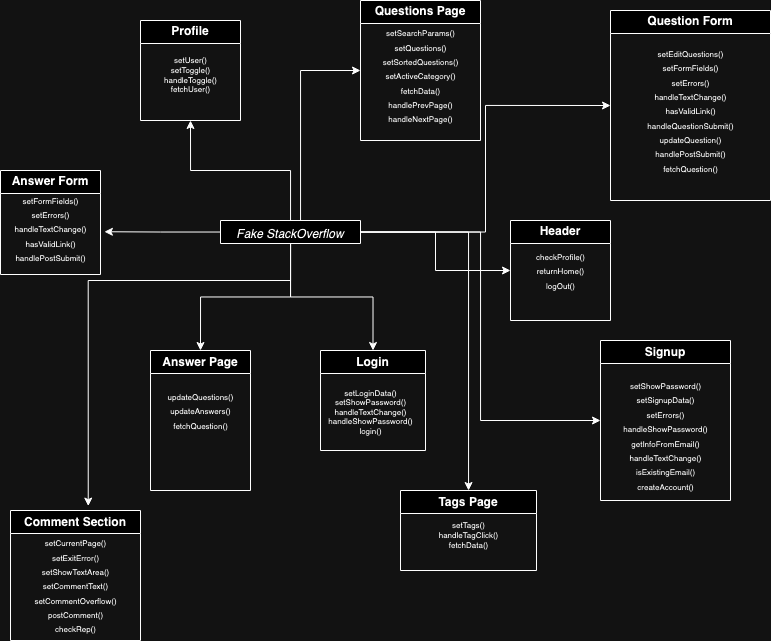 Profile
setUser()
setToggle()
handleToggle()
fetchUser()
Questions Page
setSearchParams()
setQuestions()
setSortedQuestions()
setActiveCategory()
fetchData()
handlePrevPage()
handleNextPage()
Question Form
setEditQuestions()
setFormFields()
setErrors()
handleTextChange()
hasValidLink()
handleQuestionSubmit()
updateQuestion()
handlePostSubmit()
fetchQuestion()
Answer Form
setFormFields()
setErrors()
handleTextChange()
hasValidLink()
handlePostSubmit()
Fake StackOverflow
Header
checkProfile()
returnHome()
logOut()
Answer Page
updateQuestions()
updateAnswers()
fetchQuestion()
Login
setLoginData()
setShowPassword()
handleTextChange()
handleShowPassword()
login()
Signup
setShowPassword()
setSignupData()
setErrors()
handleShowPassword()
getInfoFromEmail()
handleTextChange()
isExistingEmail()
createAccount()
Comment Section
setCurrentPage()
setExitError()
setShowTextArea()
setCommentText()
setCommentOverflow()
postComment()
checkRep()
Tags Page
setTags()
handleTagClick()
fetchData()